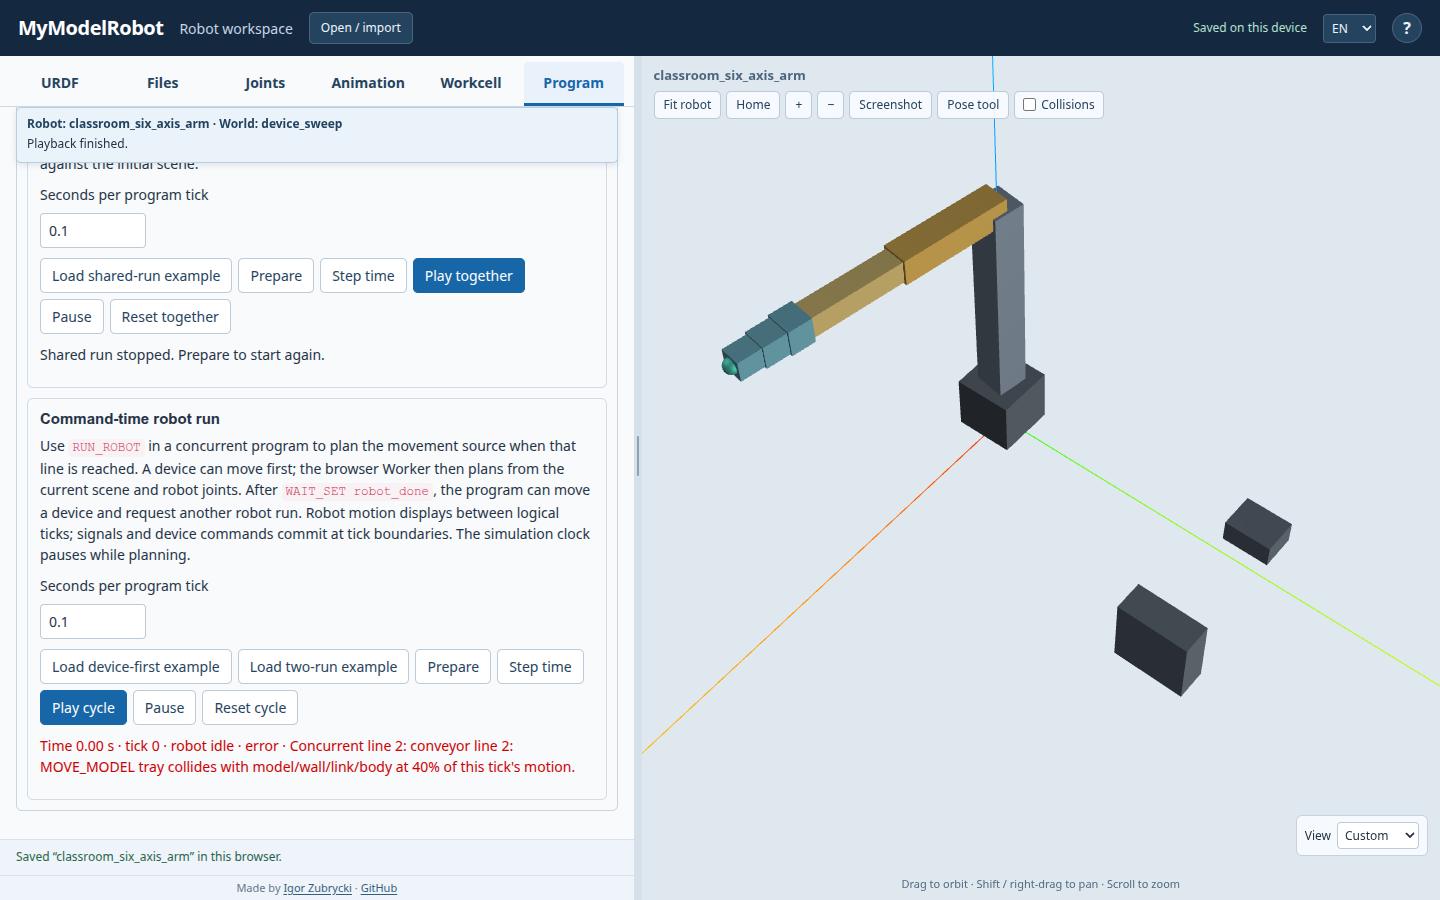 MyModelRobot
Robot workspace
Open / import
Saved on this device
EN
?
URDF
Files
Joints
Animation
Workcell
Program
Robot: classroom_six_axis_arm · World: device_sweep
Playback finished.
against the initial scene.
Seconds per program tick
0.1
Load shared-run example
Prepare
Step time
Play together
Pause
Reset together
Shared run stopped. Prepare to start again.
Command-time robot run
Use RUN_ROBOT in a concurrent program to plan the movement source when that
line is reached. A device can move first; the browser Worker then plans from the
current scene and robot joints. After WAIT_SET robot_done, the program can move
a device and request another robot run. Robot motion displays between logical
ticks; signals and device commands commit at tick boundaries. The simulation clock
pauses while planning.
Seconds per program tick
0.1
Load device-first example
Load two-run example
Prepare
Step time
Play cycle
Pause
Reset cycle
Time 0.00 s · tick 0 · robot idle · error · Concurrent line 2: conveyor line 2:
MOVE_MODEL tray collides with model/wall/link/body at 40% of this tick's motion.
Saved “classroom_six_axis_arm” in this browser.
Made by Igor Zubrycki · GitHub
classroom_six_axis_arm
Fit robot
Home
+
−
Screenshot
Pose tool
Collisions
View
Custom
Drag to orbit · Shift / right-drag to pan · Scroll to zoom